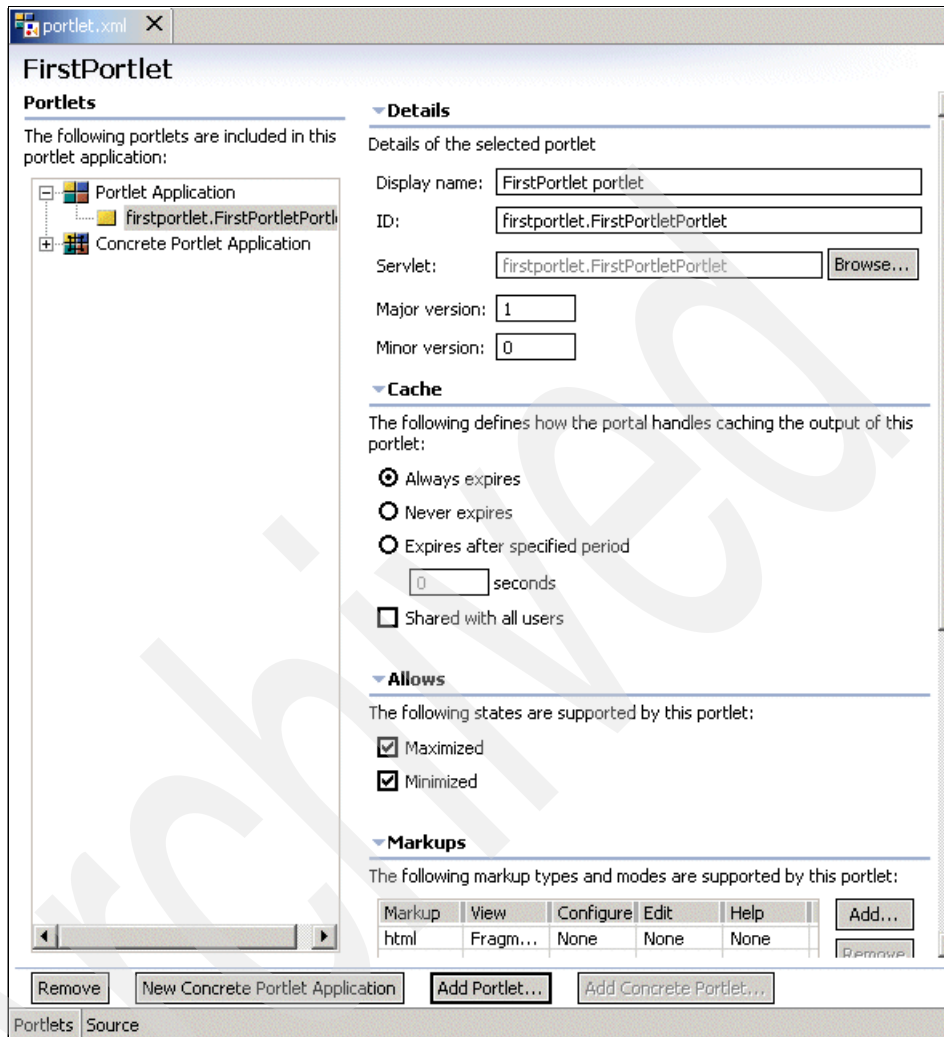 portlet.xml
FirstPortlet
Portlets
The following portlets are included in this
portlet application:
Portlet Application
firstportlet.FirstPortletPortl
Concrete Portlet Application
Details
Details of the selected portlet
Display name: FirstPortlet portlet
ID: firstportlet.FirstPortletPortlet
Servlet: firstportlet.FirstPortletPortlet Browse...
Major version: 1
Minor version: 0
Cache
The following defines how the portal handles caching the output of this
portlet:
Always expires
Never expires
Expires after specified period
0 seconds
Shared with all users
Allows
The following states are supported by this portlet:
Maximized
Minimized
Markups
The following markup types and modes are supported by this portlet:
Markup View Configure Edit Help Add...
html Fragm... None None None
Remove
Remove New Concrete Portlet Application Add Portlet... Add Concrete Portlet...
Portlets Source
Archived